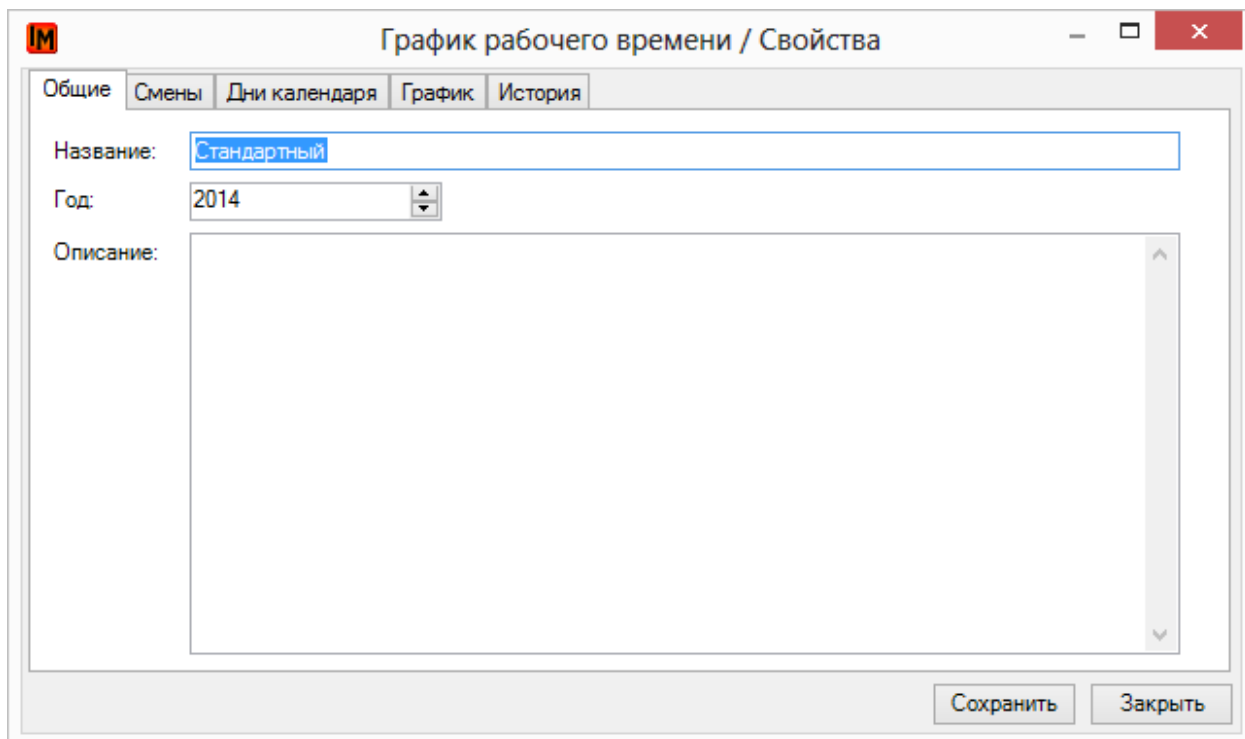 IM График рабочего времени / Свойства
Общие Смены Дни календаря График История
Название: Стандартный
Год: 2014
Описание:
Сохранить Закрыть